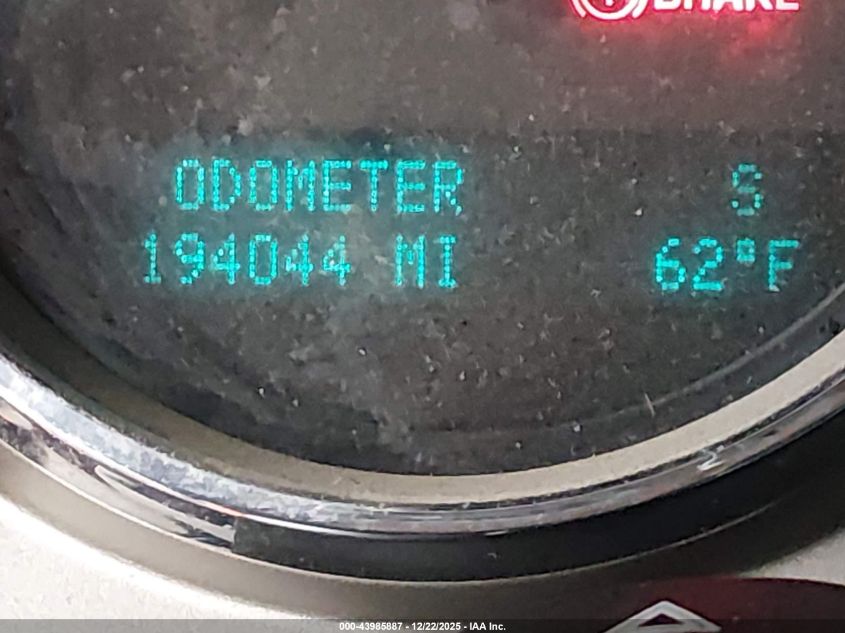 BRAKE
ODOMETER S
194044 MI 62°F
000-43985887 - 12/22/2025 - IAA Inc.